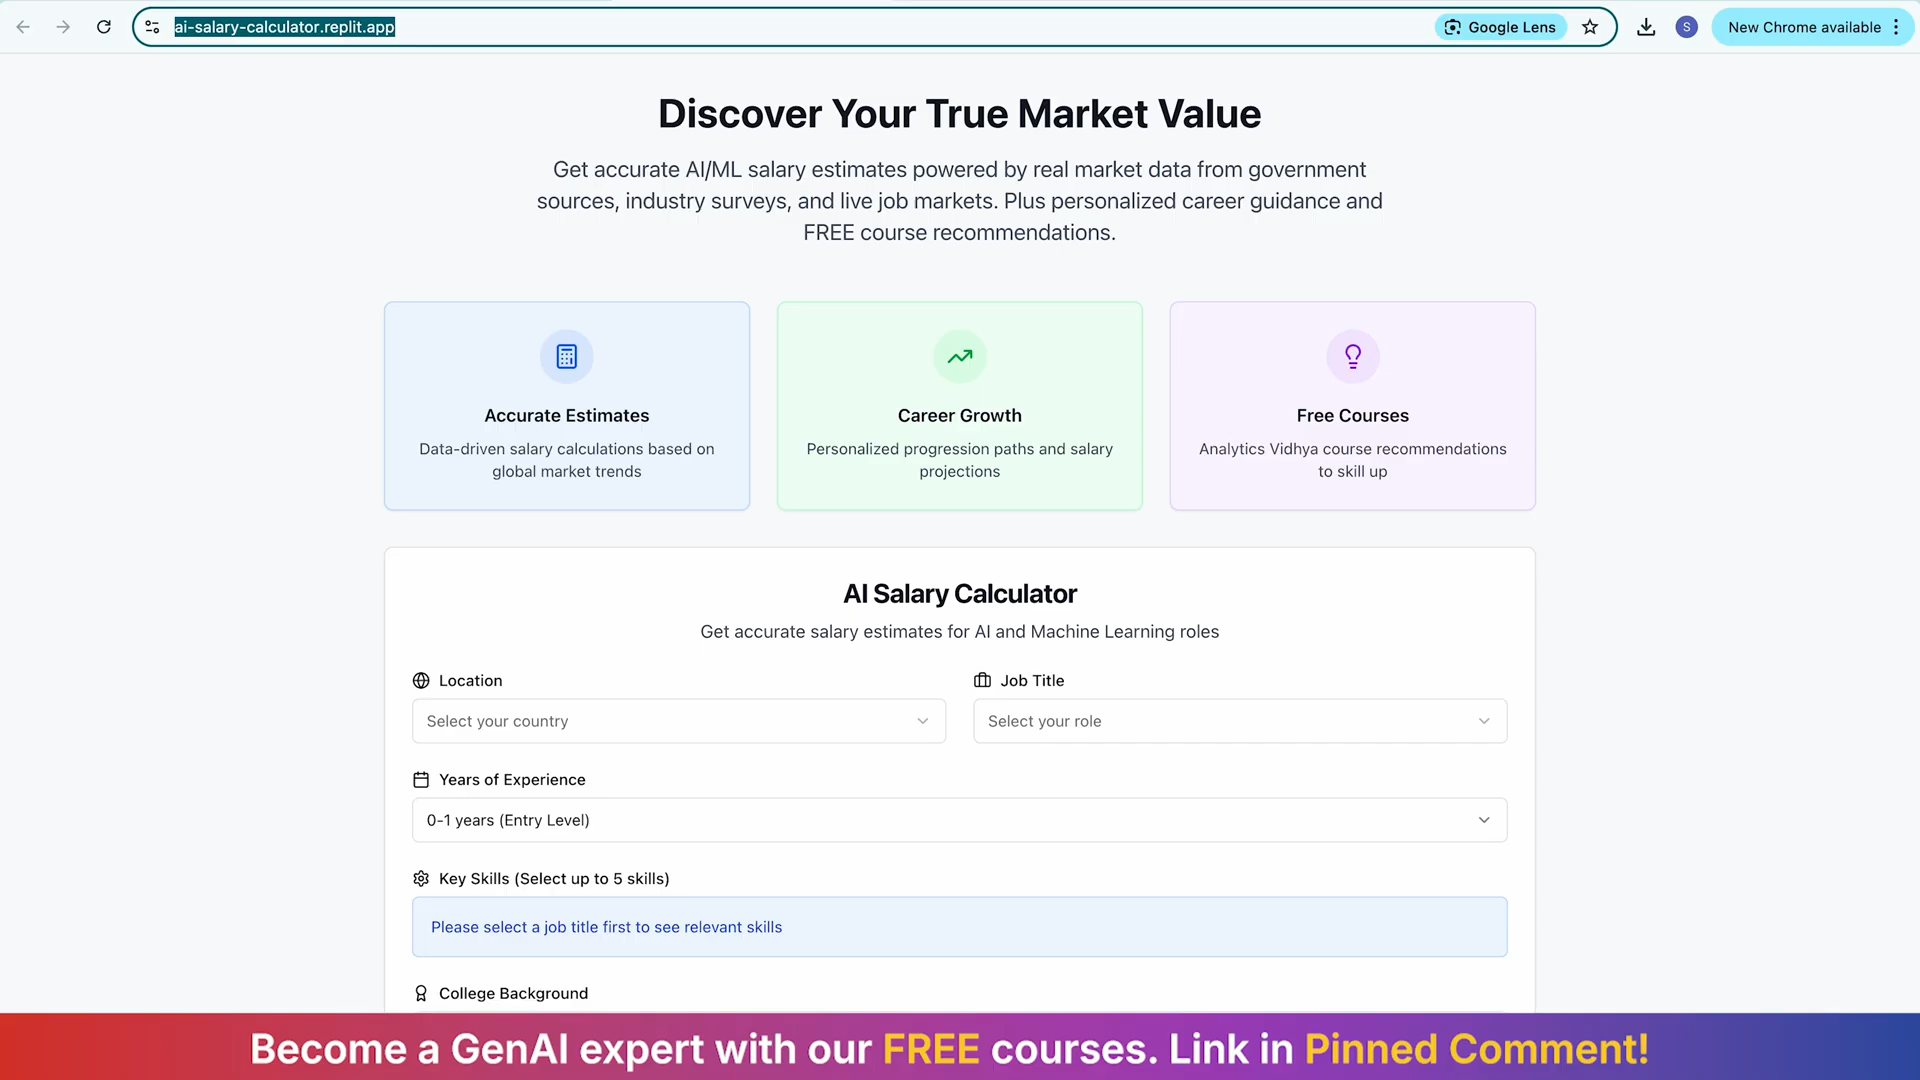 ai-salary-calculator.replit.app
Google Lens
S
New Chrome available
Discover Your True Market Value
Get accurate AI/ML salary estimates powered by real market data from government
sources, industry surveys, and live job markets. Plus personalized career guidance and
FREE course recommendations.
Accurate Estimates
Data-driven salary calculations based on
global market trends
Career Growth
Personalized progression paths and salary
projections
Free Courses
Analytics Vidhya course recommendations
to skill up
AI Salary Calculator
Get accurate salary estimates for AI and Machine Learning roles
Location
Select your country
Job Title
Select your role
Years of Experience
0-1 years (Entry Level)
Key Skills (Select up to 5 skills)
Please select a job title first to see relevant skills
College Background
Become a GenAI expert with our FREE courses. Link in Pinned Comment!